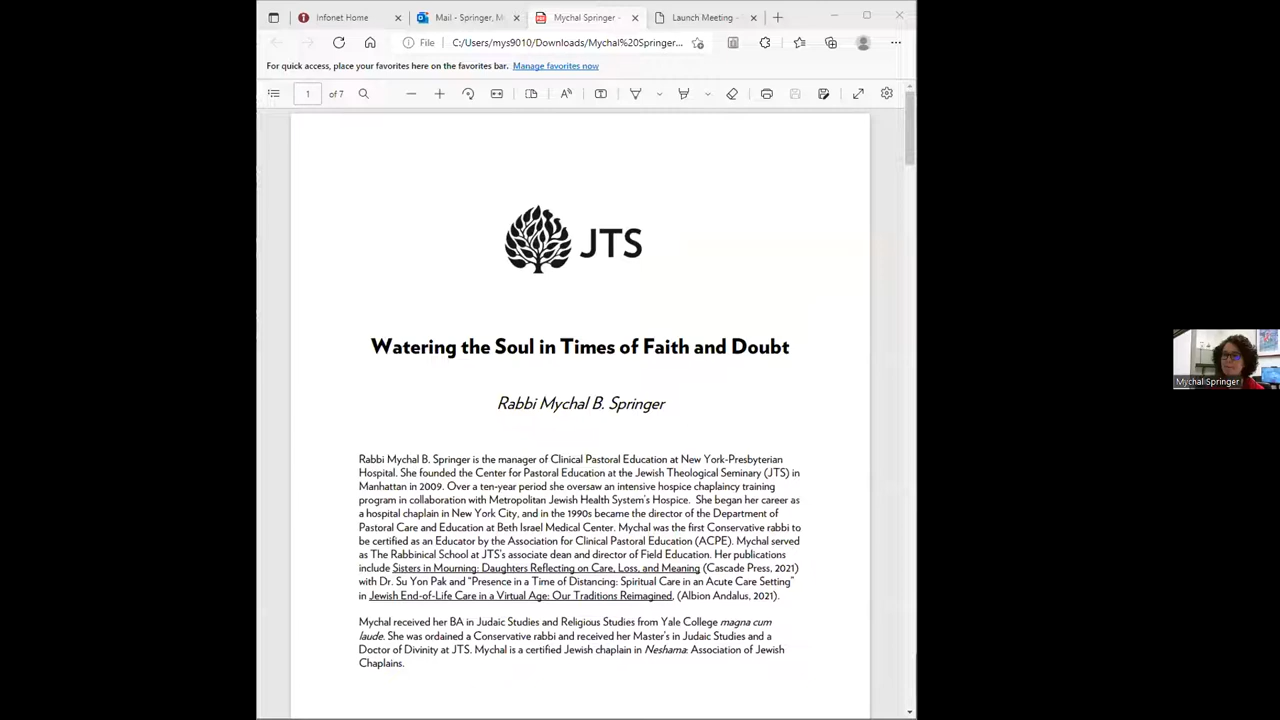 Infonet Home
Mail - Springer, M
Mychal Springer -
Launch Meeting -
File
C:/Users/mys9010/Downloads/Mychal%20Springer...
For quick access, place your favorites here on the favorites bar. Manage favorites now
1 of 7
JTS
Watering the Soul in Times of Faith and Doubt
Rabbi Mychal B. Springer
Rabbi Mychal B. Springer is the manager of Clinical Pastoral Education at New York-Presbyterian
Hospital. She founded the Center for Pastoral Education at the Jewish Theological Seminary (JTS) in
Manhattan in 2009. Over a ten-year period she oversaw an intensive hospice chaplaincy training
program in collaboration with Metropolitan Jewish Health System's Hospice. She began her career as
a hospital chaplain in New York City, and in the 1990s became the director of the Department of
Pastoral Care and Education at Beth Israel Medical Center. Mychal was the first Conservative rabbi to
be certified as an Educator by the Association for Clinical Pastoral Education (ACPE). Mychal served
as The Rabbinical School at JTS's associate dean and director of Field Education. Her publications
include Sisters in Mourning: Daughters Reflecting on Care, Loss, and Meaning (Cascade Press, 2021)
with Dr. Su Yon Pak and "Presence in a Time of Distancing: Spiritual Care in an Acute Care Setting"
in Jewish End-of-Life Care in a Virtual Age: Our Traditions Reimagined, (Albion Andalus, 2021).
Mychal received her BA in Judaic Studies and Religious Studies from Yale College magna cum
laude. She was ordained a Conservative rabbi and received her Master's in Judaic Studies and a
Doctor of Divinity at JTS. Mychal is a certified Jewish chaplain in Neshama: Association of Jewish
Chaplains.
Mychal Springer